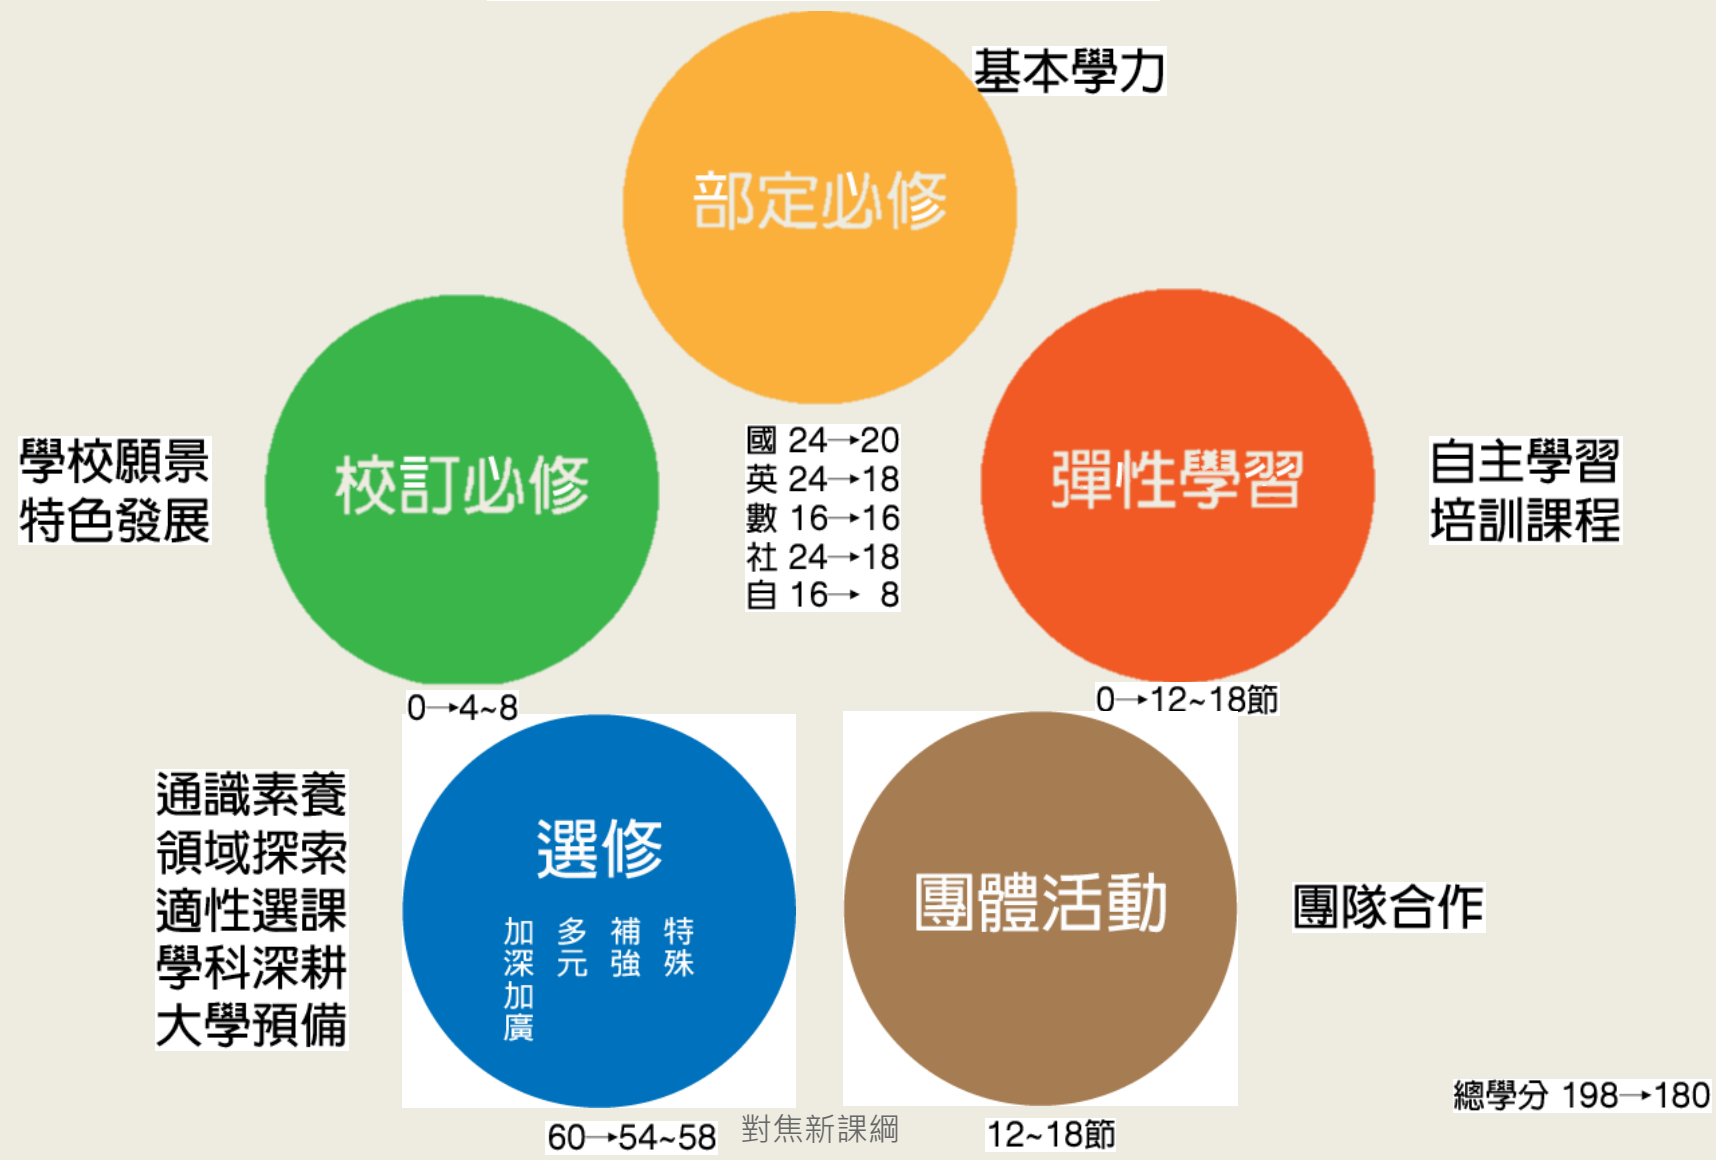 基本學力
部定必修
國 24→20
英 24→18
數 16→16
社 24→18
自 16→ 8
學校願景
特色發展
校訂必修
0→4~8
彈性學習
0→12~18節
自主學習
培訓課程
通識素養
領域探索
適性選課
學科深耕
大學預備
選修
加深加廣
多元
補強
特殊
60→54~58
團體活動
12~18節
團隊合作
總學分 198→180
對焦新課綱